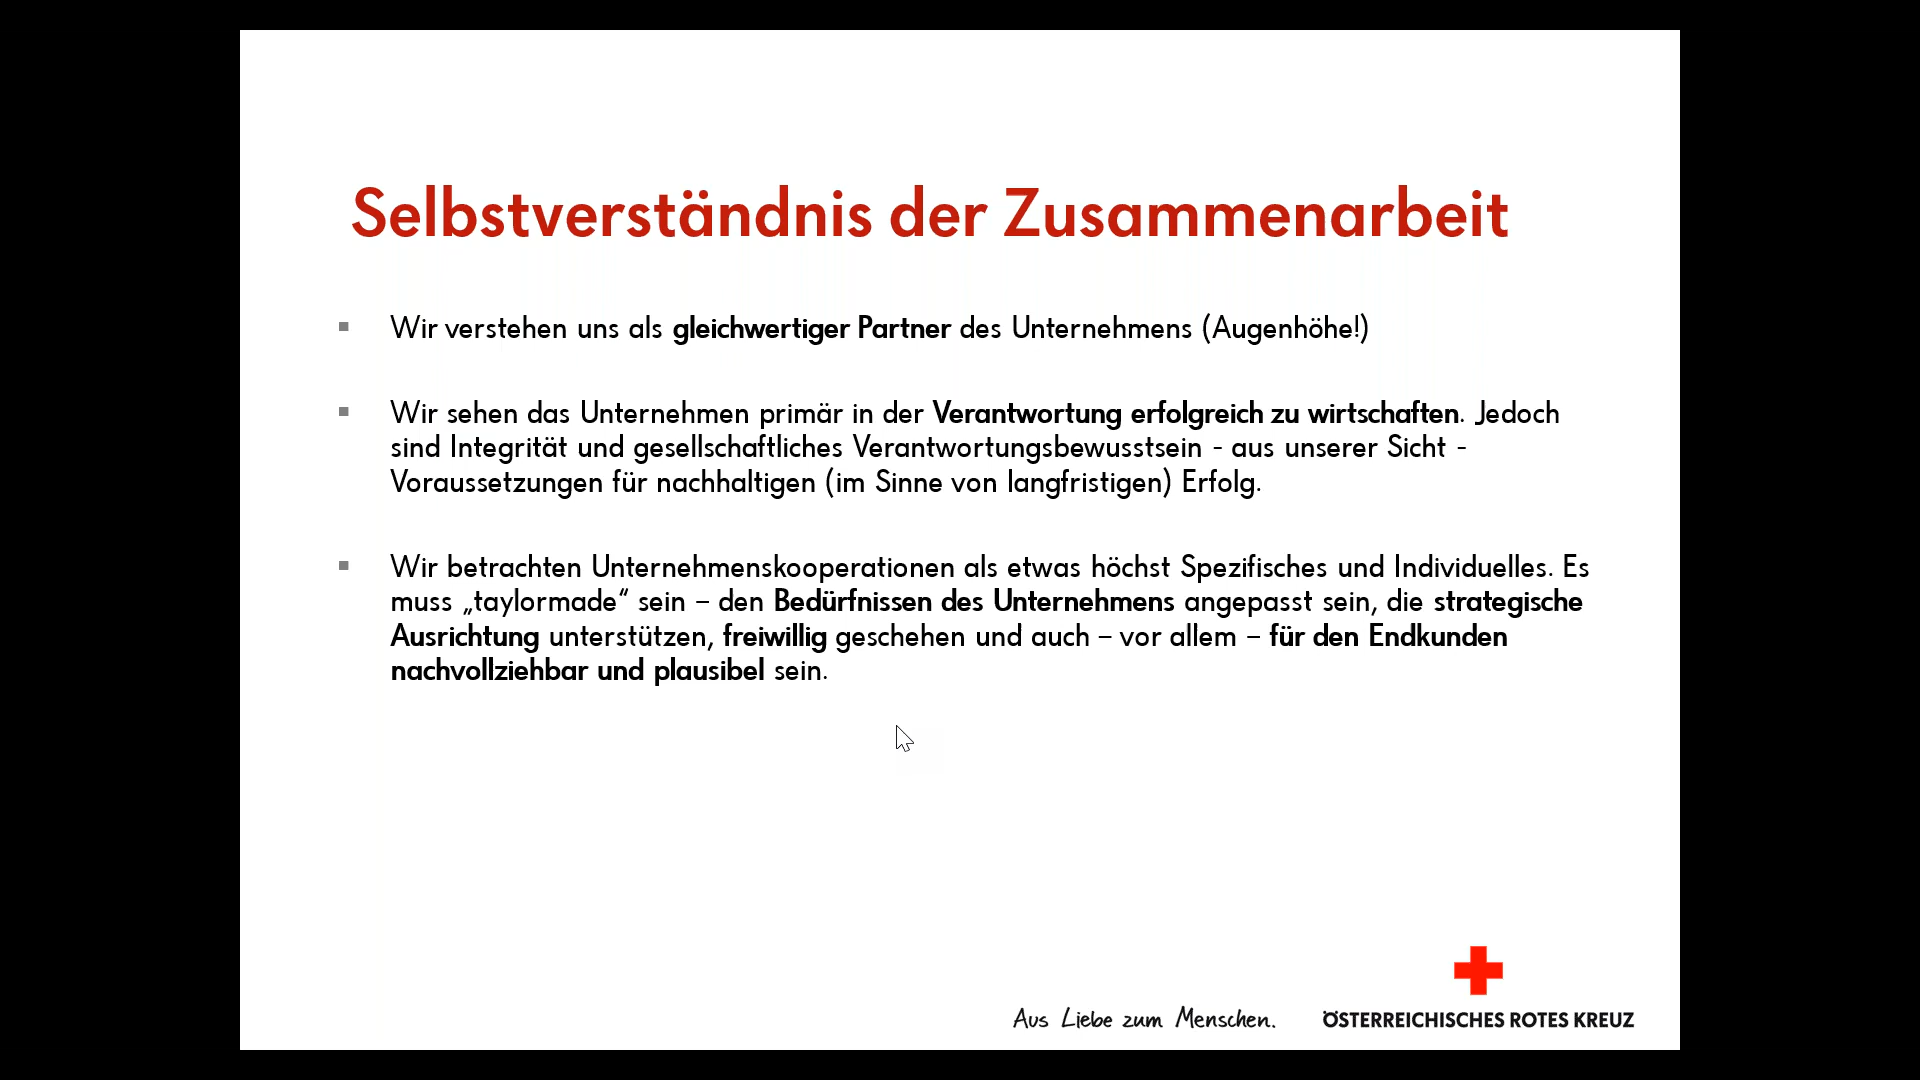 Selbstverständnis der Zusammenarbeit
Wir verstehen uns als gleichwertiger Partner des Unternehmens (Augenhöhe!)
Wir sehen das Unternehmen primär in der Verantwortung erfolgreich zu wirtschaften. Jedoch
sind Integrität und gesellschaftliches Verantwortungsbewusstsein - aus unserer Sicht -
Voraussetzungen für nachhaltigen (im Sinne von langfristigen) Erfolg.
Wir betrachten Unternehmenskooperationen als etwas höchst Spezifisches und Individuelles. Es
muss „taylormade“ sein – den Bedürfnissen des Unternehmens angepasst sein, die strategische
Ausrichtung unterstützen, freiwillig geschehen und auch – vor allem – für den Endkunden
nachvollziehbar und plausibel sein.
Aus Liebe zum Menschen.
ÖSTERREICHISCHES ROTES KREUZ